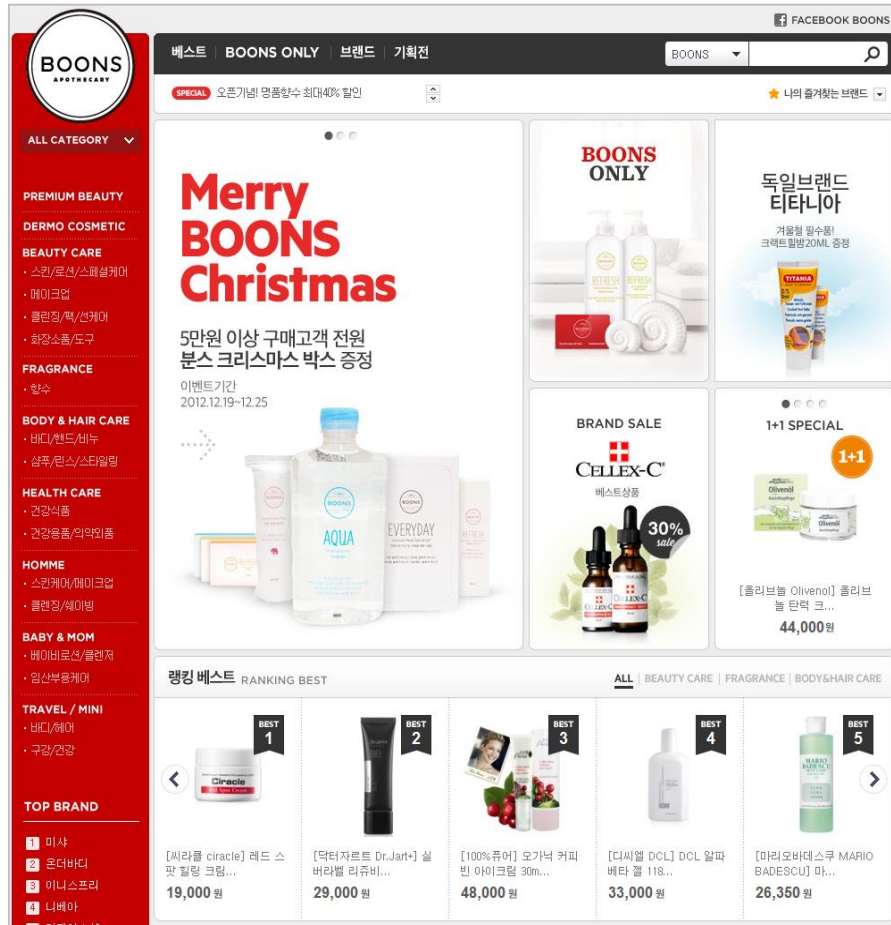 FACEBOOK BOONS
BOONS
APOTHECARY
베스트 BOONS ONLY 브랜드 기획전
BOONS
SPECIAL 오픈기념! 명품향수 최대40% 할인
나의 즐겨찾는 브랜드
ALL CATEGORY
PREMIUM BEAUTY
DERMO COSMETIC
BEAUTY CARE
· 스킨/로션/스페셜케어
· 메이크업
· 클린징/팩/선케어
· 화장소품/도구
FRAGRANCE
· 향수
BODY & HAIR CARE
· 바디/핸드/비누
· 샴푸/린스/스타일링
HEALTH CARE
· 건강식품
· 건강용품/의약외품
HOMME
· 스킨케어/메이크업
· 클렌징/쉐이빙
BABY & MOM
· 베이비로션/클렌저
· 임산부용케어
TRAVEL / MINI
· 바디/헤어
· 구강/건강
TOP BRAND
1 미샤
2 온더바디
3 이니스프리
4 니베아
Merry
BOONS
Christmas
5만원 이상 구매고객 전원
분스 크리스마스 박스 증정
이벤트기간
2012.12.19~12.25
BOONS
AQUA
BOONS
EVERYDAY
BOONS
REFRESH
BOONS
ONLY
REFRESH
REFRESH
독일브랜드
티타니아
겨울철 필수품!
크랙트힐밤20ML 증정
TITANIA
BRAND SALE
CELLEX-C
베스트상품
30%
sale
CELLEX-C
CELLEX-C
1+1 SPECIAL
1+1
Olivenöl
Olivenöl
[올리브놀 Olivenol] 올리브
놀 탄력 크...
44,000원
랭킹 베스트 RANKING BEST
ALL | BEAUTY CARE | FRAGRANCE | BODY&HAIR CARE
BEST
1
Ciracle
Red Spot Cream
[씨라클 ciracle] 레드 스
팟 힐링 크림...
19,000 원
BEST
2
Dr.Jart+
[닥터자르트 Dr.Jart+] 실
버라벨 리쥬비...
29,000 원
BEST
3
[100%퓨어] 오가닉 커피
빈 아이크림 30m...
48,000 원
BEST
4
[디씨엘 DCL] DCL 알파
베타 젤 118...
33,000 원
BEST
5
MARIO
BADESCU
[마리오바데스쿠 MARIO
BADESCU] 마...
26,350 원